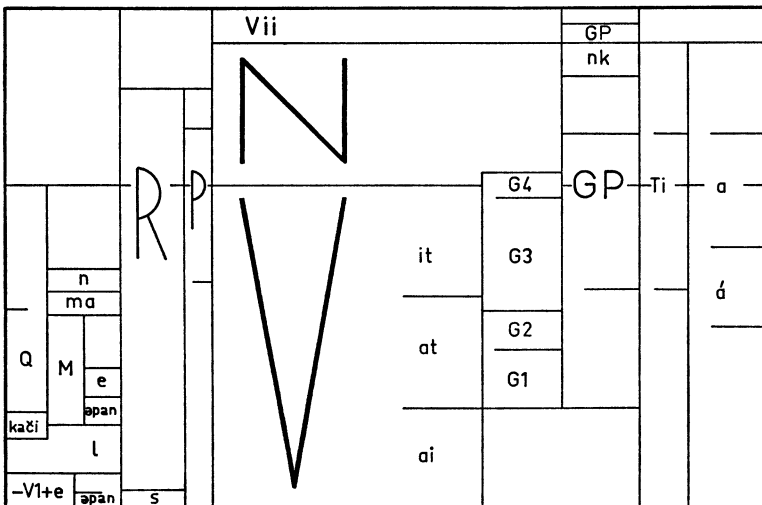 Vii
GP
nk
N
R P G4 GP Ti a
it G3
n
ma
á
Q M at G2
e G1
əpan
kači
l ai
–V1+e əpan s
V